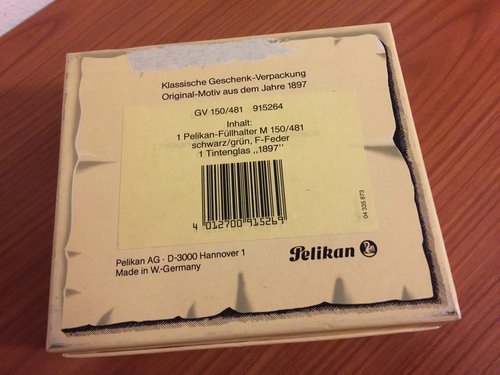 Klassische Geschenk-Verpackung
Original-Motiv aus dem Jahre 1897
GV 150/481 915264
Inhalt:
1 Pelikan-Füllhalter M 150/481
schwarz/grün, F-Feder
1 Tintenglas „1897"
4 012700 915269
04 335 873
Pelikan AG · D-3000 Hannover 1
Made in W.-Germany
Pelikan